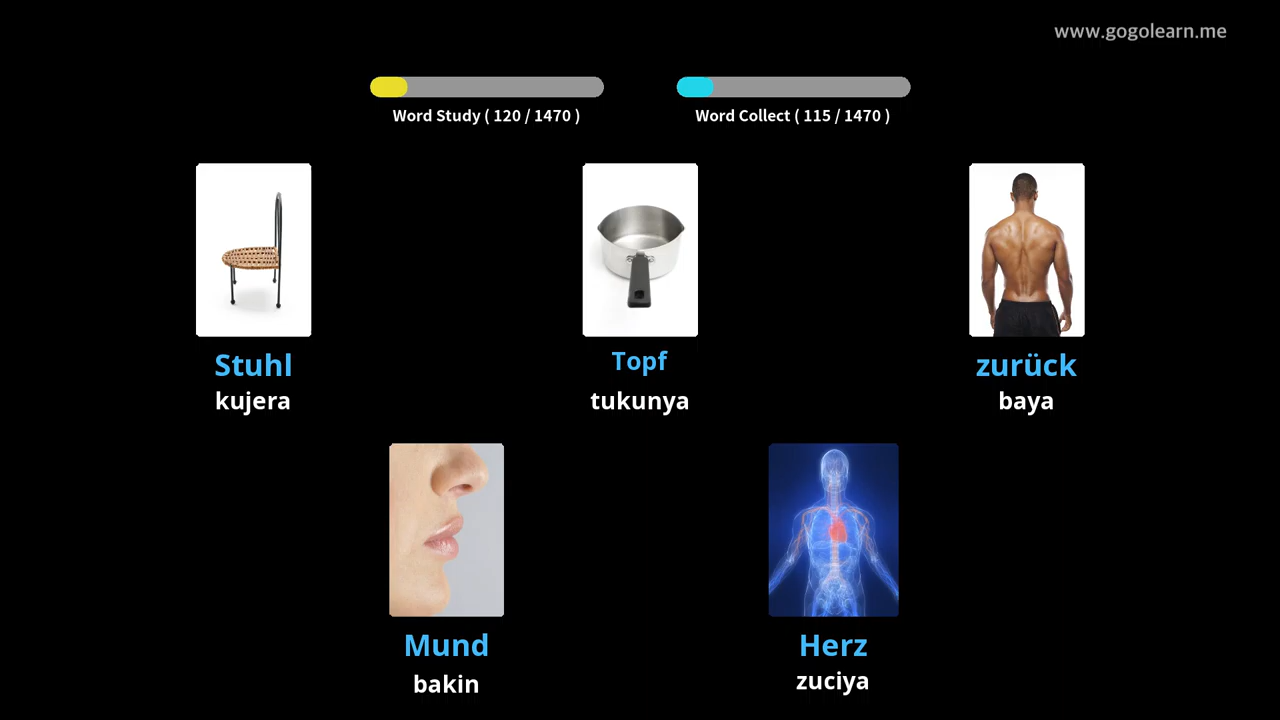 www.gogolearn.me
Word Study ( 120 / 1470 )
Word Collect ( 115 / 1470 )
Stuhl
kujera
Topf
tukunya
zurück
baya
Mund
bakin
Herz
zuciya